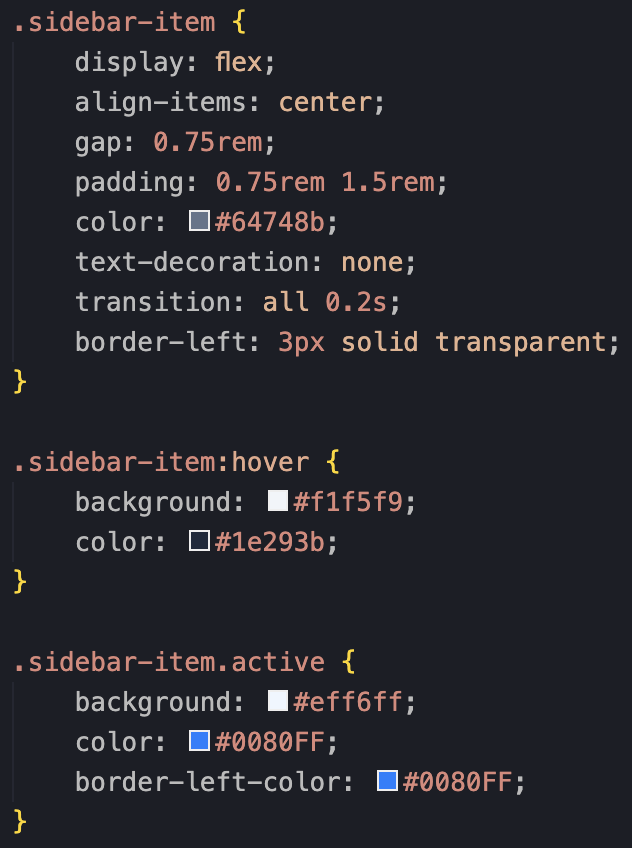 .sidebar-item {
    display: flex;
    align-items: center;
    gap: 0.75rem;
    padding: 0.75rem 1.5rem;
    color: #64748b;
    text-decoration: none;
    transition: all 0.2s;
    border-left: 3px solid transparent;
}

.sidebar-item:hover {
    background: #f1f5f9;
    color: #1e293b;
}

.sidebar-item.active {
    background: #eff6ff;
    color: #0080FF;
    border-left-color: #0080FF;
}